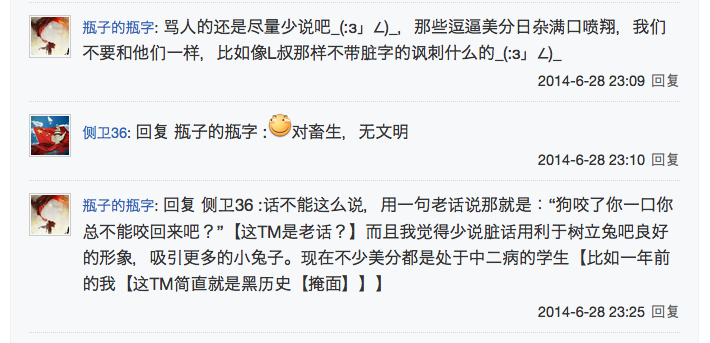 瓶子的瓶字: 骂人的还是尽量少说吧_(:з」∠)_，那些逗逼美分日杂满口喷翔，我们
不要和他们一样，比如像L叔那样不带脏字的讽刺什么的_(:з」∠)_
2014-6-28 23:09 回复
侧卫36: 回复 瓶子的瓶字 :对畜生，无文明
2014-6-28 23:10 回复
瓶子的瓶字: 回复 侧卫36 :话不能这么说，用一句老话说那就是：“狗咬了你一口你
总不能咬回来吧？”【这TM是老话？】而且我觉得少说脏话用利于树立兔吧良好
的形象，吸引更多的小兔子。现在不少美分都是处于中二病的学生【比如一年前
的我【这TM简直就是黑历史【掩面】】】
2014-6-28 23:25 回复